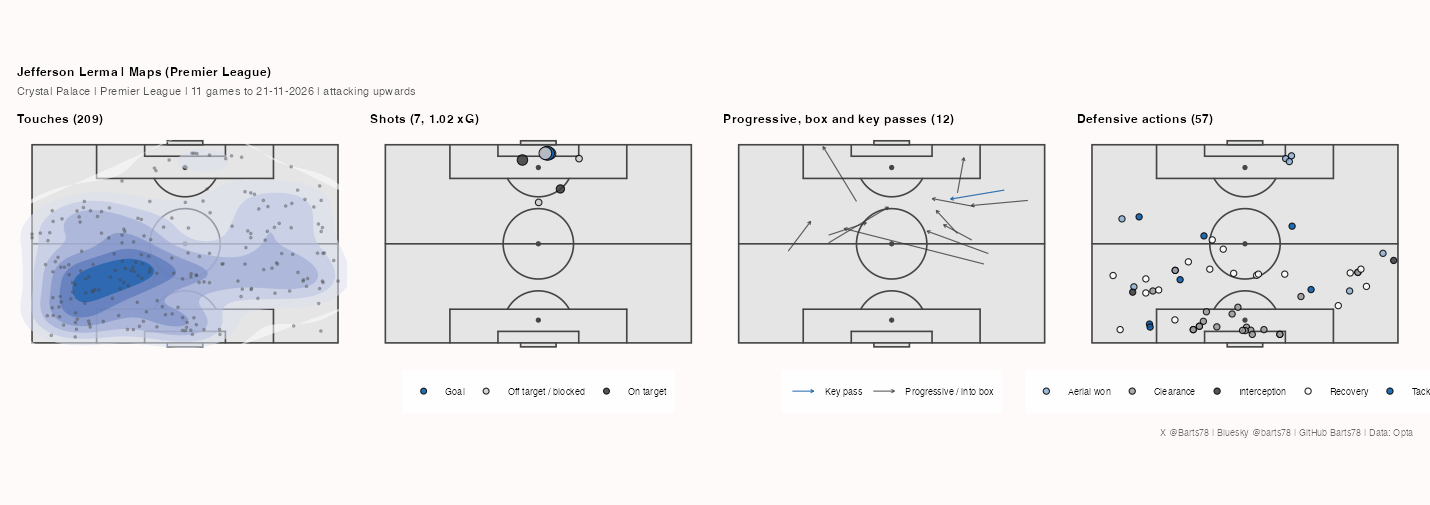 Jefferson Lerma | Maps (Premier League)
Crystal Palace | Premier League | 11 games to 21-11-2026 | attacking upwards
Touches (209)
Shots (7, 1.02 xG)
Progressive, box and key passes (12)
Defensive actions (57)
Goal
Off target / blocked
On target
Key pass
Progressive / into box
Aerial won
Clearance
Interception
Recovery
Tack
X @Barts78 | Bluesky @barts78 | GitHub Barts78 | Data: Opta